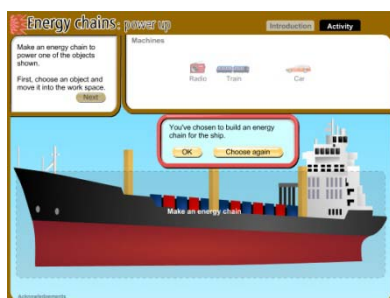 Energy chains: power up
Introduction
Activity
Make an energy chain to
power one of the objects
shown.
First, choose an object and
move it into the work space.
Next
Machines
Radio
Train
Car
You've chosen to build an energy
chain for the ship.
OK
Choose again
Make an energy chain
Acknowledgements